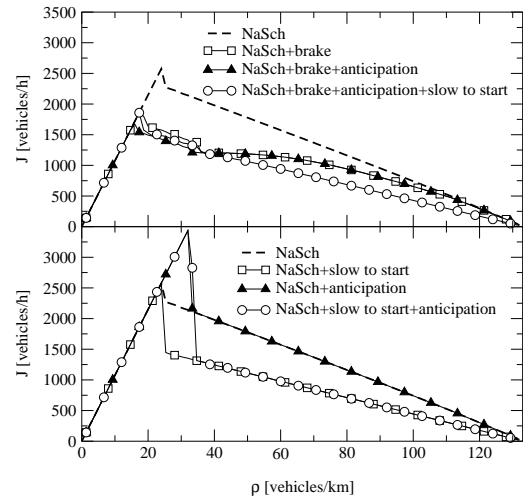 3500
3000
2500
2000
1500
1000
500
0
J [vehicles/h]
NaSch
NaSch+brake
NaSch+brake+anticipation
NaSch+brake+anticipation+slow to start
3000
2500
2000
1500
1000
500
0
J [vehicles/h]
NaSch
NaSch+slow to start
NaSch+anticipation
NaSch+slow to start+anticipation
0 20 40 60 80 100 120
ρ [vehicles/km]